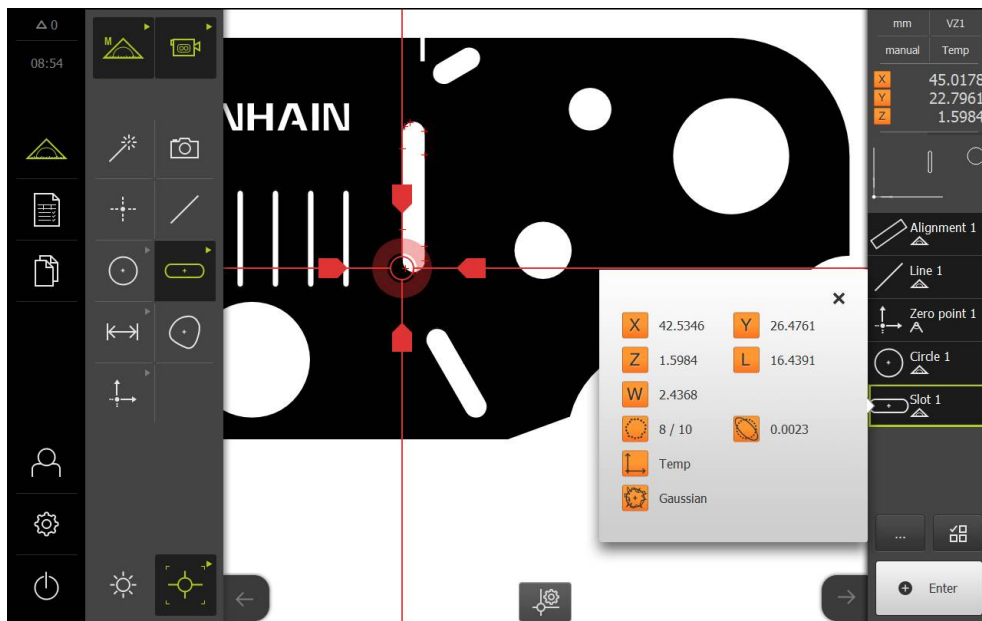 0
08:54
M
NHAIN
mm VZ1
manual Temp
X 45.0178
Y 22.7961
Z 1.5984
Alignment 1
Line 1
Zero point 1
Circle 1
Slot 1
X 42.5346 Y 26.4761
Z 1.5984 L 16.4391
W 2.4368
8 / 10 0.0023
Temp
Gaussian
...
Enter